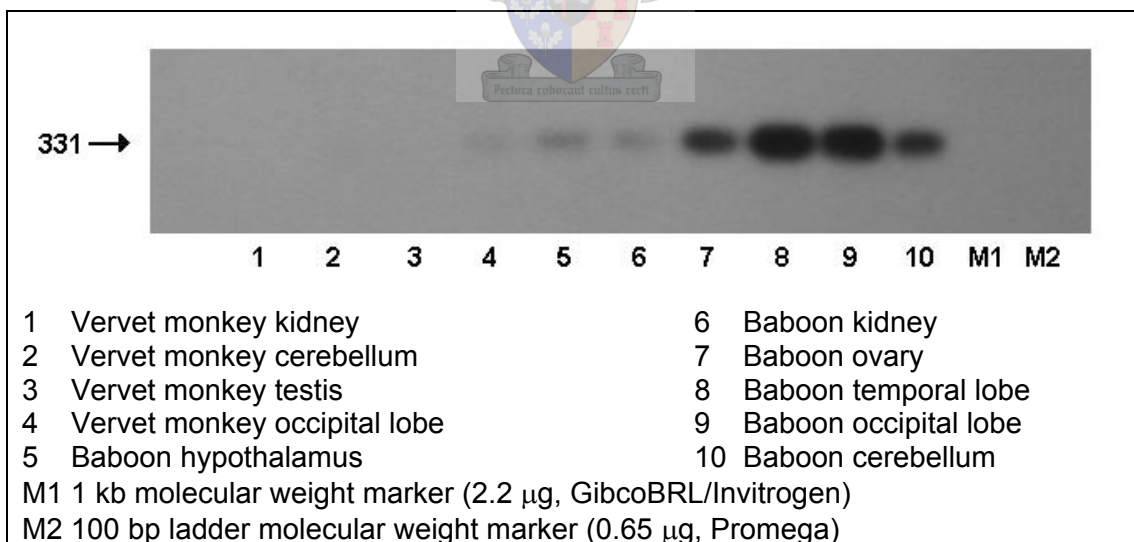 Pectora roborant cultus recti
331
1 2 3 4 5 6 7 8 9 10 M1 M2
1 Vervet monkey kidney
2 Vervet monkey cerebellum
3 Vervet monkey testis
4 Vervet monkey occipital lobe
5 Baboon hypothalamus
6 Baboon kidney
7 Baboon ovary
8 Baboon temporal lobe
9 Baboon occipital lobe
10 Baboon cerebellum
M1 1 kb molecular weight marker (2.2 μg, GibcoBRL/Invitrogen)
M2 100 bp ladder molecular weight marker (0.65 μg, Promega)